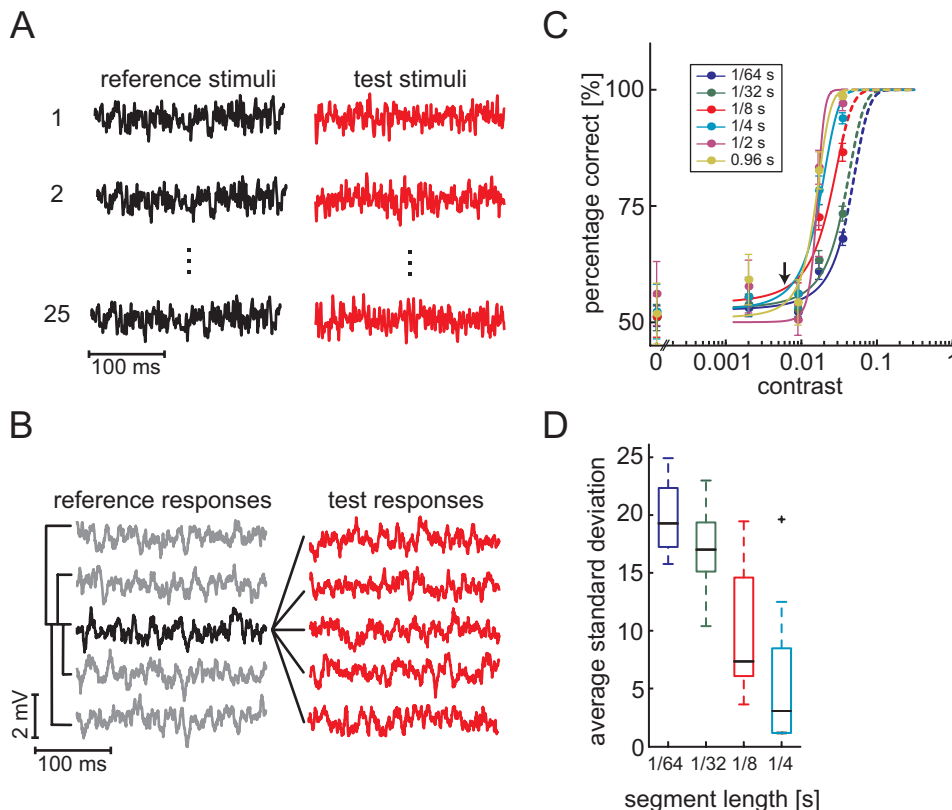 A
reference stimuli
test stimuli
1
2
25
100 ms
B
reference responses
test responses
2 mV
100 ms
C
percentage correct [%]
100
75
50
1/64 s
1/32 s
1/8 s
1/4 s
1/2 s
0.96 s
0 0.001 0.01 0.1 1
contrast
D
average standard deviation
25
20
15
10
5
0
1/64 1/32 1/8 1/4
segment length [s]